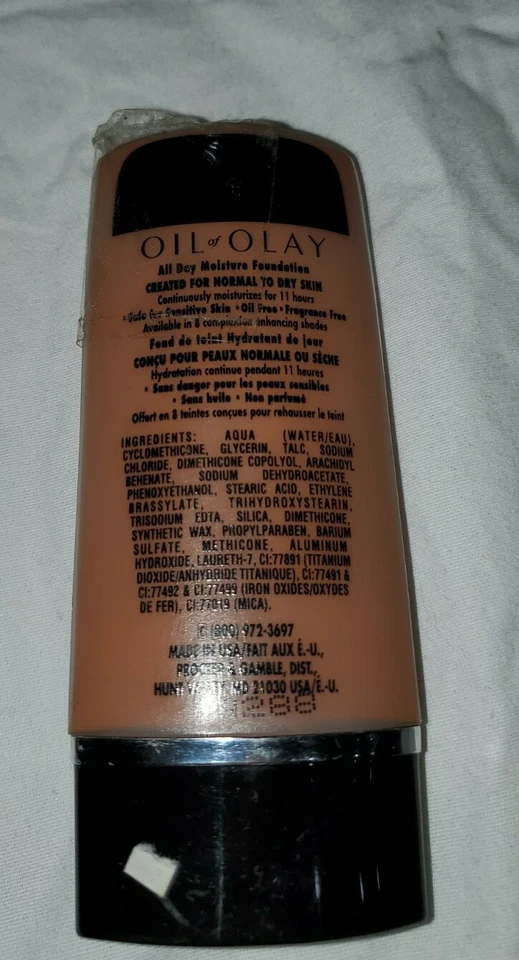 OIL of OLAY
All Day Moisture Foundation
CREATED FOR NORMAL TO DRY SKIN
Continuously moisturizes for 11 hours
• Safe for Sensitive Skin • Oil Free • Fragrance Free
Available in 8 complexion enhancing shades
Fond de teint Hydratant de jour
CONÇU POUR PEAUX NORMALE OU SÈCHE
Hydratation continue pendant 11 heures
• Sans danger pour les peaux sensibles
• Sans huile • Non parfumé
Offert en 8 teintes conçues pour rehausser le teint
INGREDIENTS: AQUA (WATER/EAU),
CYCLOMETHICONE, GLYCERIN, TALC, SODIUM
CHLORIDE, DIMETHICONE COPOLYOL, ARACHIDYL
BEHENATE, SODIUM DEHYDROACETATE,
PHENOXYETHANOL, STEARIC ACID, ETHYLENE
BRASSYLATE, TRIHYDROXYSTEARIN,
TRISODIUM EDTA, SILICA, DIMETHICONE,
SYNTHETIC WAX, PROPYLPARABEN, BARIUM
SULFATE, METHICONE, ALUMINUM
HYDROXIDE, LAURETH-7, CI:77891 (TITANIUM
DIOXIDE/ANHYDRIDE TITANIQUE), CI:77491 &
CI:77492 & CI:77499 (IRON OXIDES/OXYDES
DE FER), CI:77019 (MICA).
(800) 972-3697
MADE IN USA/FAIT AUX É.-U.,
PROCTER & GAMBLE, DIST.,
HUNT VALLEY, MD 21030 USA/É.-U.